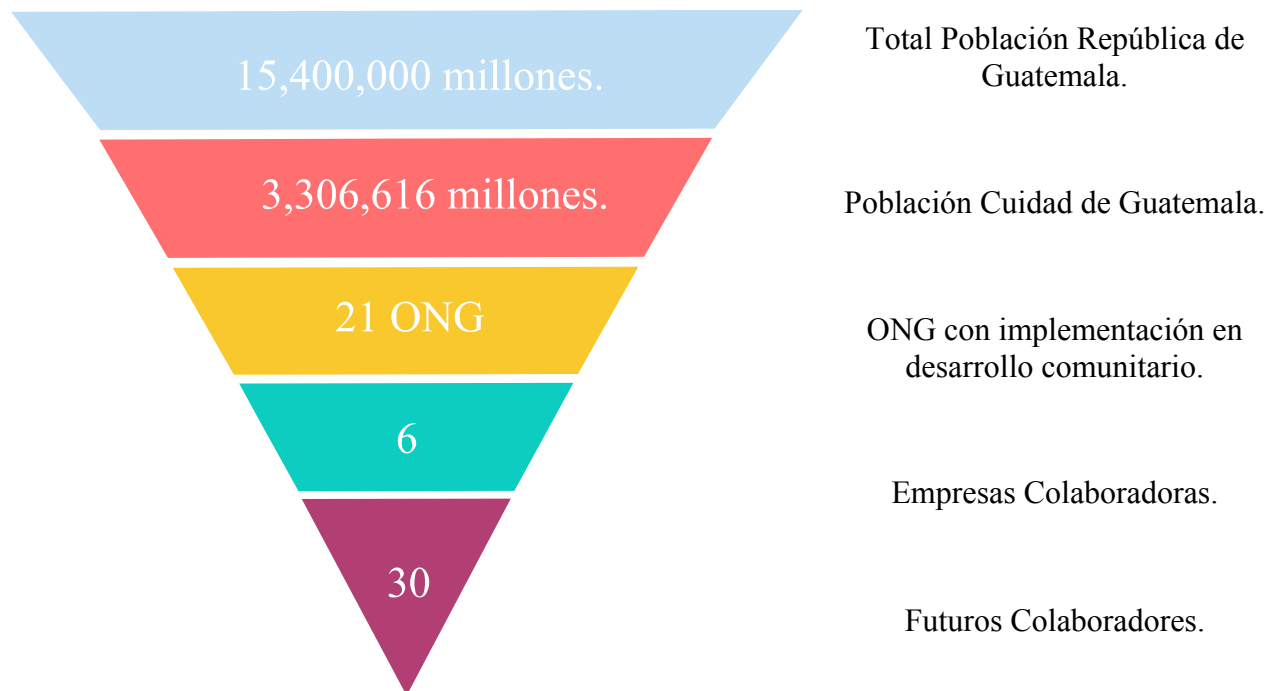 15,400,000 millones.
Total Población República de
Guatemala.
3,306,616 millones.
Población Cuidad de Guatemala.
21 ONG
ONG con implementación en
desarrollo comunitario.
6
Empresas Colaboradoras.
30
Futuros Colaboradores.